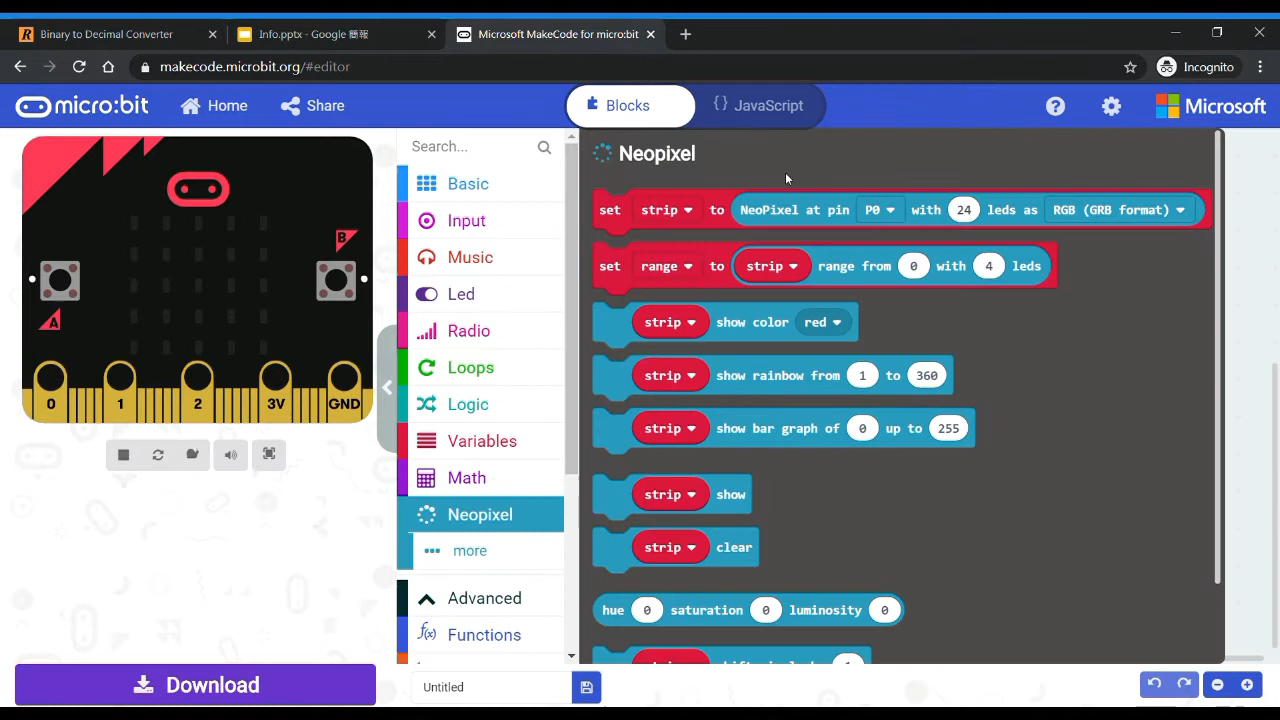 Binary to Decimal Converter
Info.pptx - Google 簡報
Microsoft MakeCode for micro:bit
makecode.microbit.org/#editor
Incognito
micro:bit
Home
Share
Blocks
{ } JavaScript
?
Microsoft
Search...
Basic
Input
Music
Led
Radio
Loops
Logic
Variables
Math
Neopixel
more
Advanced
f(x) Functions
B
A
0 1 2 3V GND
Download
Neopixel
set strip to NeoPixel at pin P0 with 24 leds as RGB (GRB format)
set range to strip range from 0 with 4 leds
strip show color red
strip show rainbow from 1 to 360
strip show bar graph of 0 up to 255
strip show
strip clear
hue 0 saturation 0 luminosity 0
Untitled